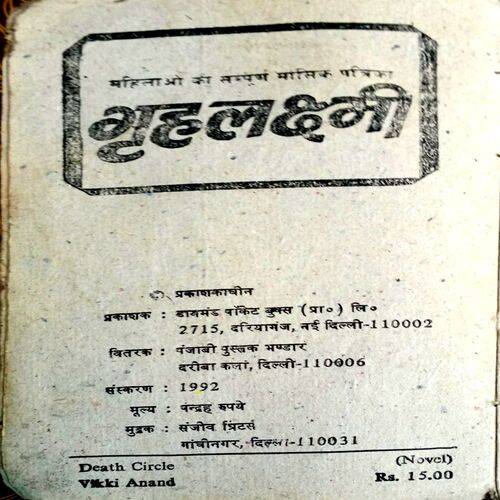 महिलाओं की सम्पूर्ण मासिक पत्रिका
गृहलक्ष्मी
© प्रकाशकाधीन
प्रकाशक : डायमंड पॉकेट बुक्स (प्रा०) लि०
2715, दरियागंज, नई दिल्ली-110002
वितरक : पंजाबी पुस्तक भण्डार
दरीबा कलां, दिल्ली-110006
संस्करण : 1992
मूल्य : पन्द्रह रुपये
मुद्रक : संजीव प्रिंटर्स
गांधीनगर, दिल्ली-110031
Death Circle (Novel)
Vikki Anand Rs. 15.00